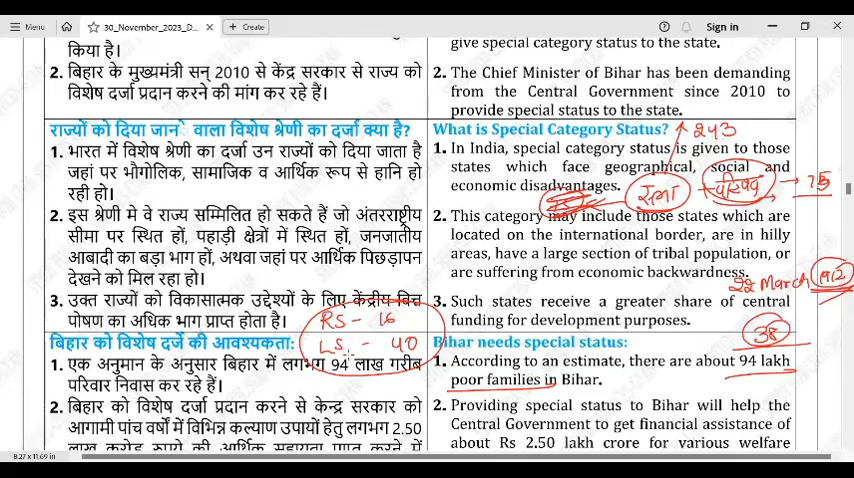 Menu
30_November_2023_D...
+ Create
Sign in
किया है।
2. बिहार के मुख्यमंत्री सन् 2010 से केंद्र सरकार से राज्य को
विशेष दर्जा प्रदान करने की मांग कर रहे हैं।
give special category status to the state.
2. The Chief Minister of Bihar has been demanding
from the Central Government since 2010 to
provide special status to the state.
राज्यों को दिया जाने वाला विशेष श्रेणी का दर्जा क्या है?
1. भारत में विशेष श्रेणी का दर्जा उन राज्यों को दिया जाता है
जहां पर भौगोलिक, सामाजिक व आर्थिक रूप से हानि हो
रही हो।
2. इस श्रेणी मे वे राज्य सम्मिलित हो सकते हैं जो अंतरराष्ट्रीय
सीमा पर स्थित हों, पहाड़ी क्षेत्रों में स्थित हों, जनजातीय
आबादी का बड़ा भाग हों, अथवा जहां पर आर्थिक पिछड़ापन
देखने को मिल रहा हो।
3. उक्त राज्यों को विकासात्मक उद्देश्यों के लिए केंद्रीय वित्त
पोषण का अधिक भाग प्राप्त होता है।
What is Special Category Status?
243
1. In India, special category status is given to those
states which face geographical, social and
economic disadvantages.
सभा
परिषद
75
2. This category may include those states which are
located on the international border, are in hilly
areas, have a large section of tribal population, or
are suffering from economic backwardness.
22 March 1912
3. Such states receive a greater share of central
funding for development purposes.
RS - 16
LS - 40
38
बिहार को विशेष दर्जे की आवश्यकता:
1. एक अनुमान के अनुसार बिहार में लगभग 94 लाख गरीब
परिवार निवास कर रहे हैं।
2. बिहार को विशेष दर्जा प्रदान करने से केन्द्र सरकार को
आगामी पांच वर्षों में विभिन्न कल्याण उपायों हेतु लगभग 2.50
लाख करोड़ रुपये की आर्थिक सहायता प्राप्त करने में
Bihar needs special status:
1. According to an estimate, there are about 94 lakh
poor families in Bihar.
2. Providing special status to Bihar will help the
Central Government to get financial assistance of
about Rs 2.50 lakh crore for various welfare
8.27 x 11.69 in